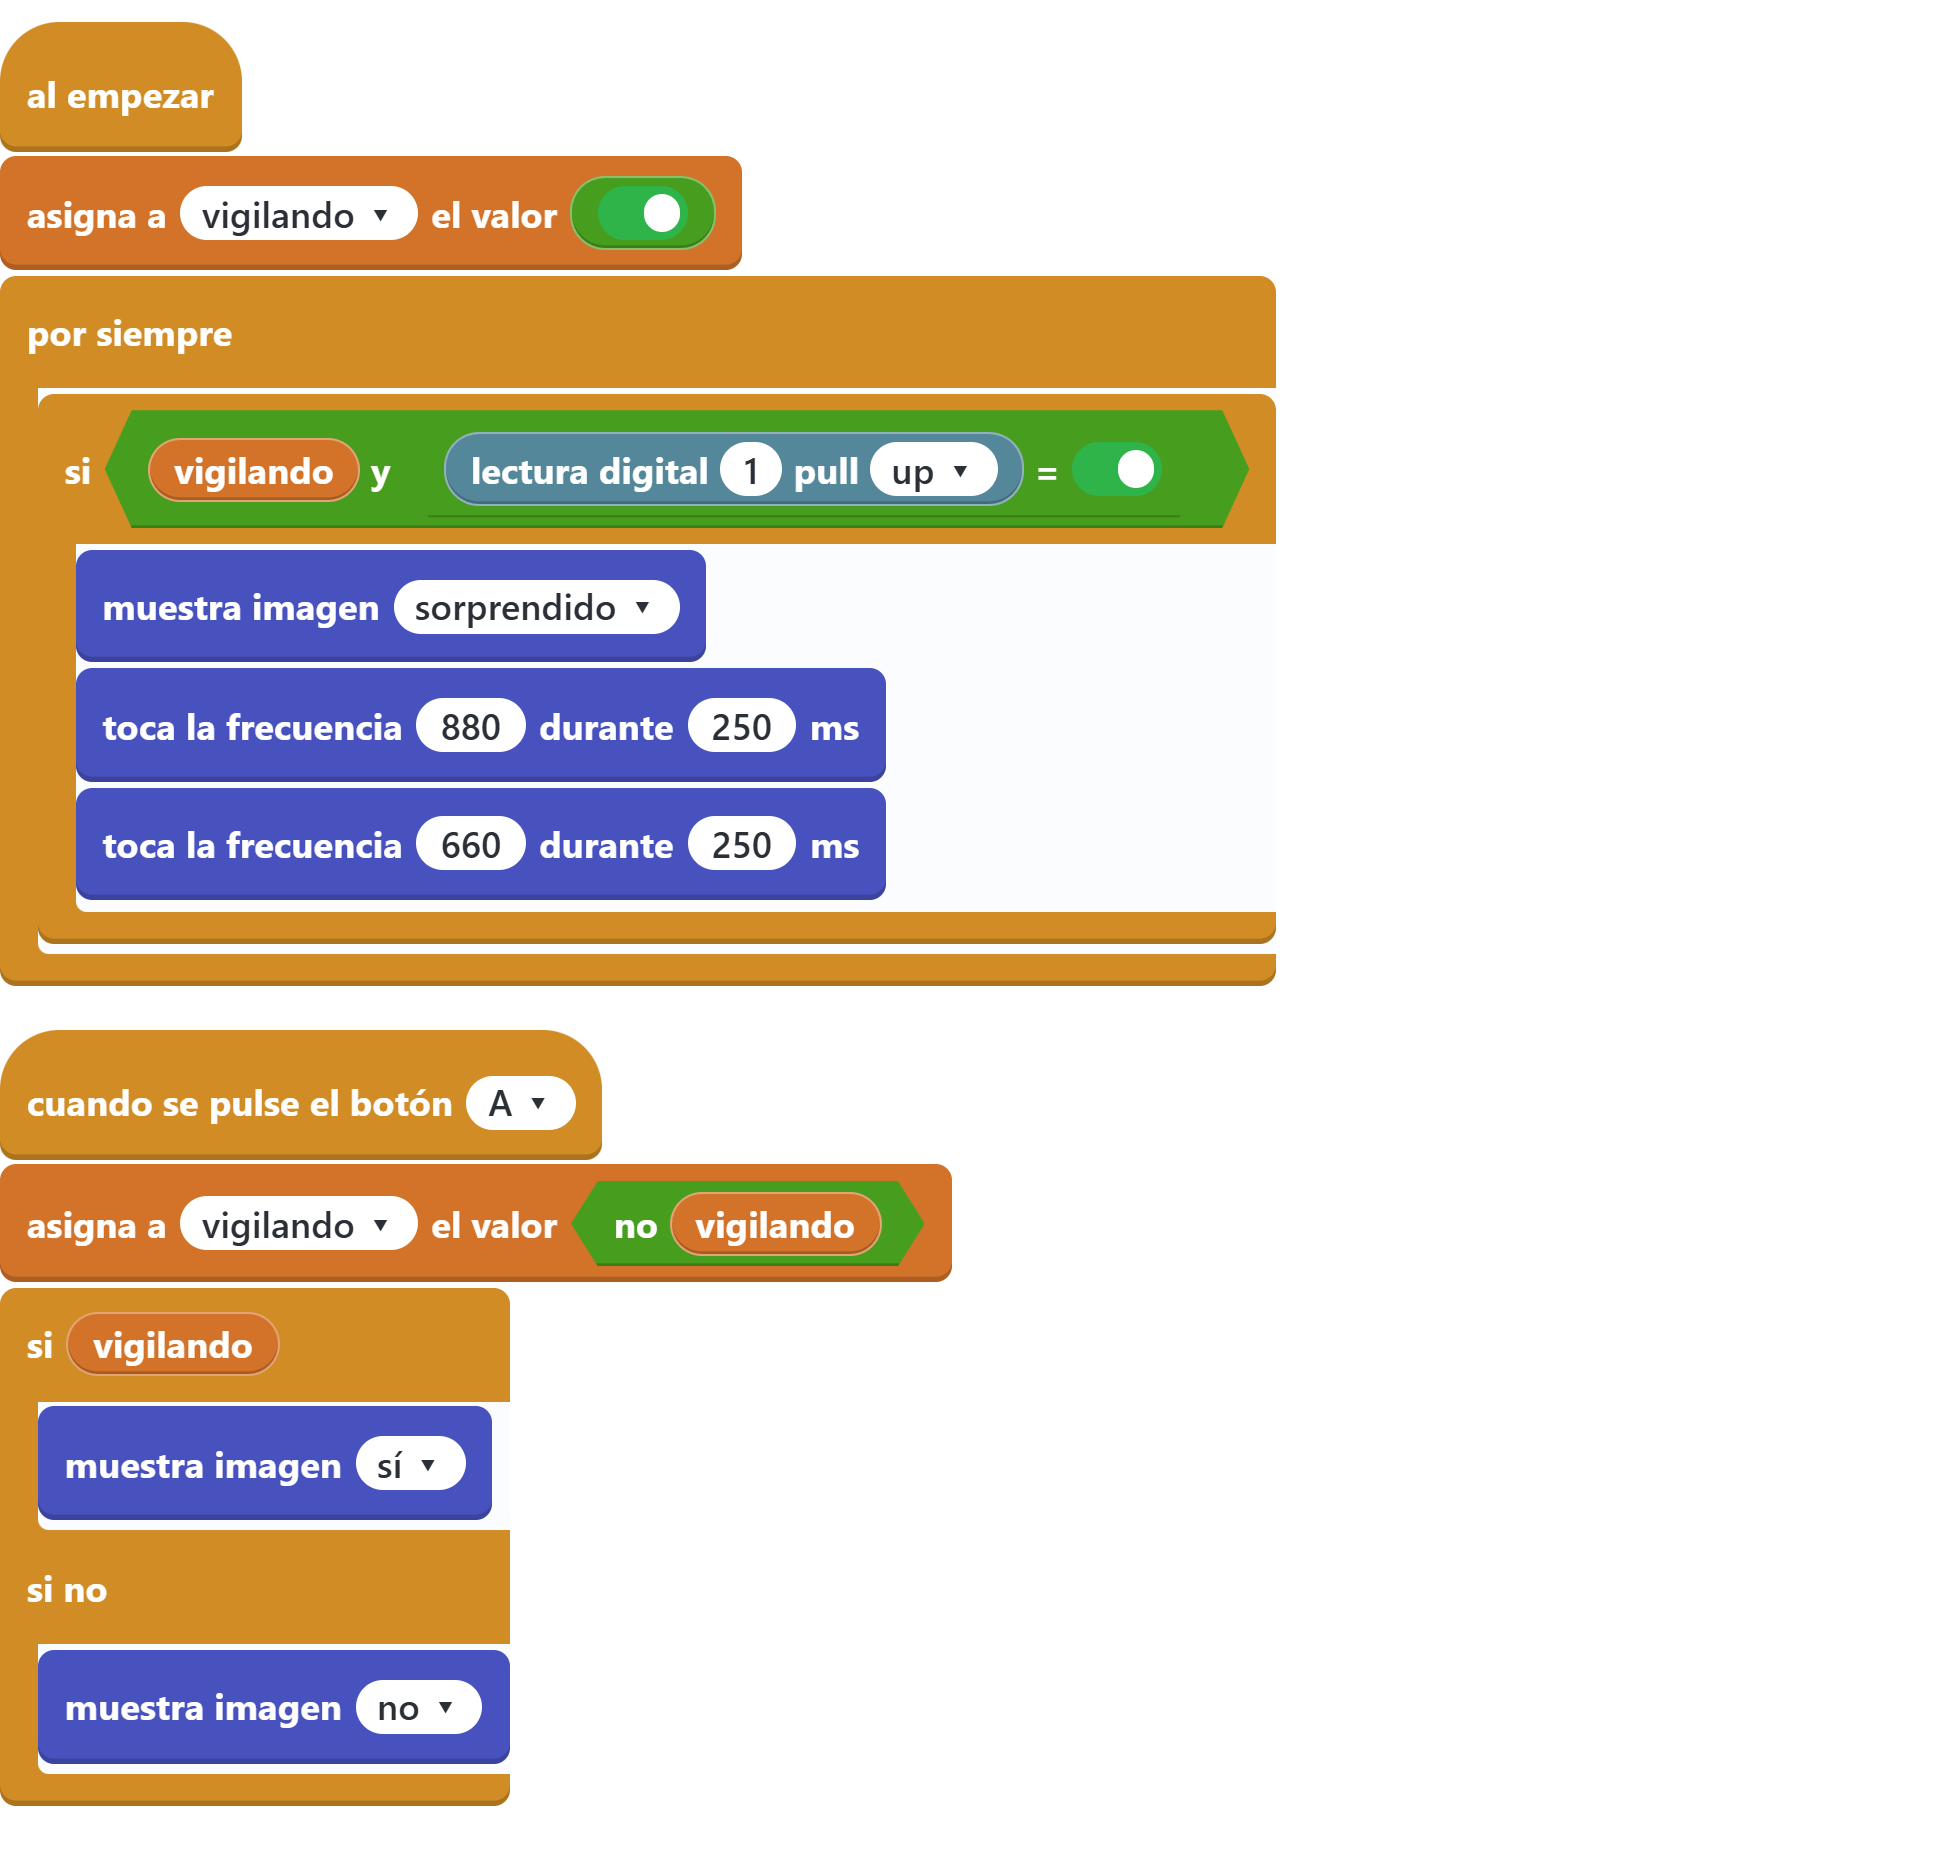 al empezar
asigna a vigilando el valor
por siempre
si vigilando y lectura digital 1 pull up =
muestra imagen sorprendido
toca la frecuencia 880 durante 250 ms
toca la frecuencia 660 durante 250 ms
cuando se pulse el botón A
asigna a vigilando el valor no vigilando
si vigilando
muestra imagen sí
si no
muestra imagen no